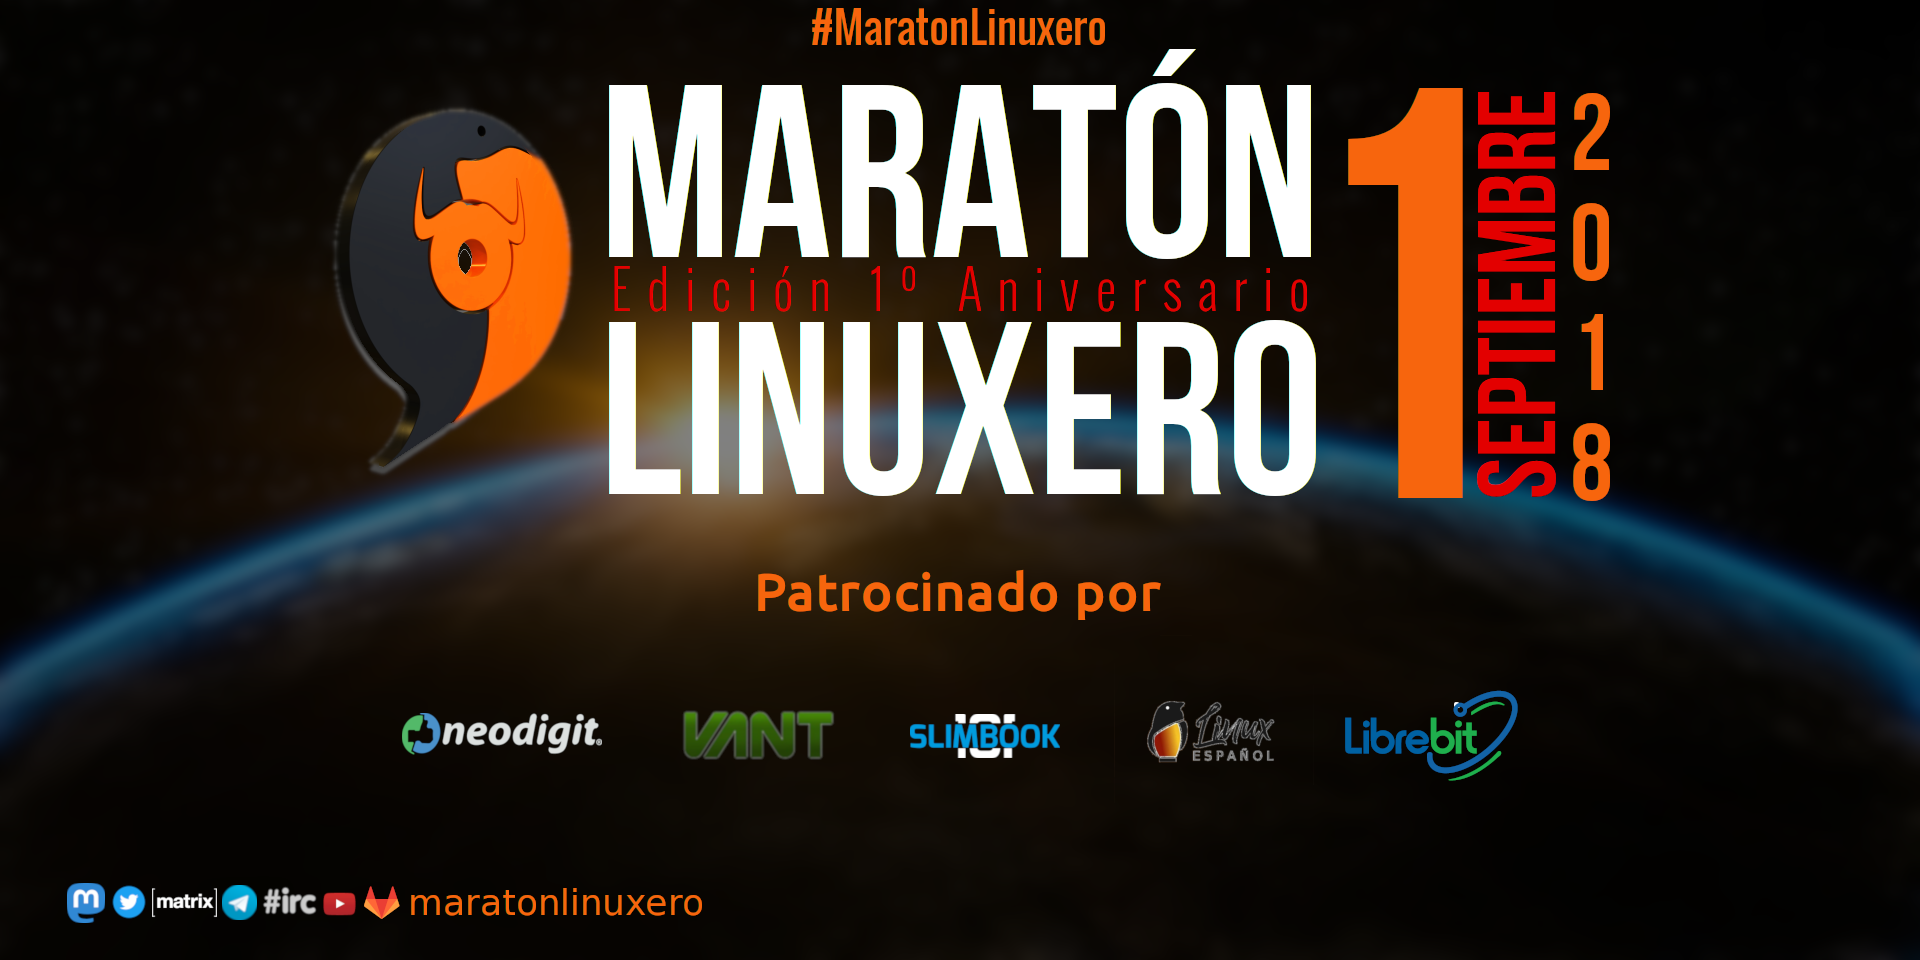 #MaratonLinuxero
MARATÓN
Edición 1º Aniversario
LINUXERO
1
SEPTIEMBRE
2018
Patrocinado por
neodigit®
VANT
SLIMBOOK
Linux
ESPAÑOL
Librebit
m [matrix] #irc maratonlinuxero